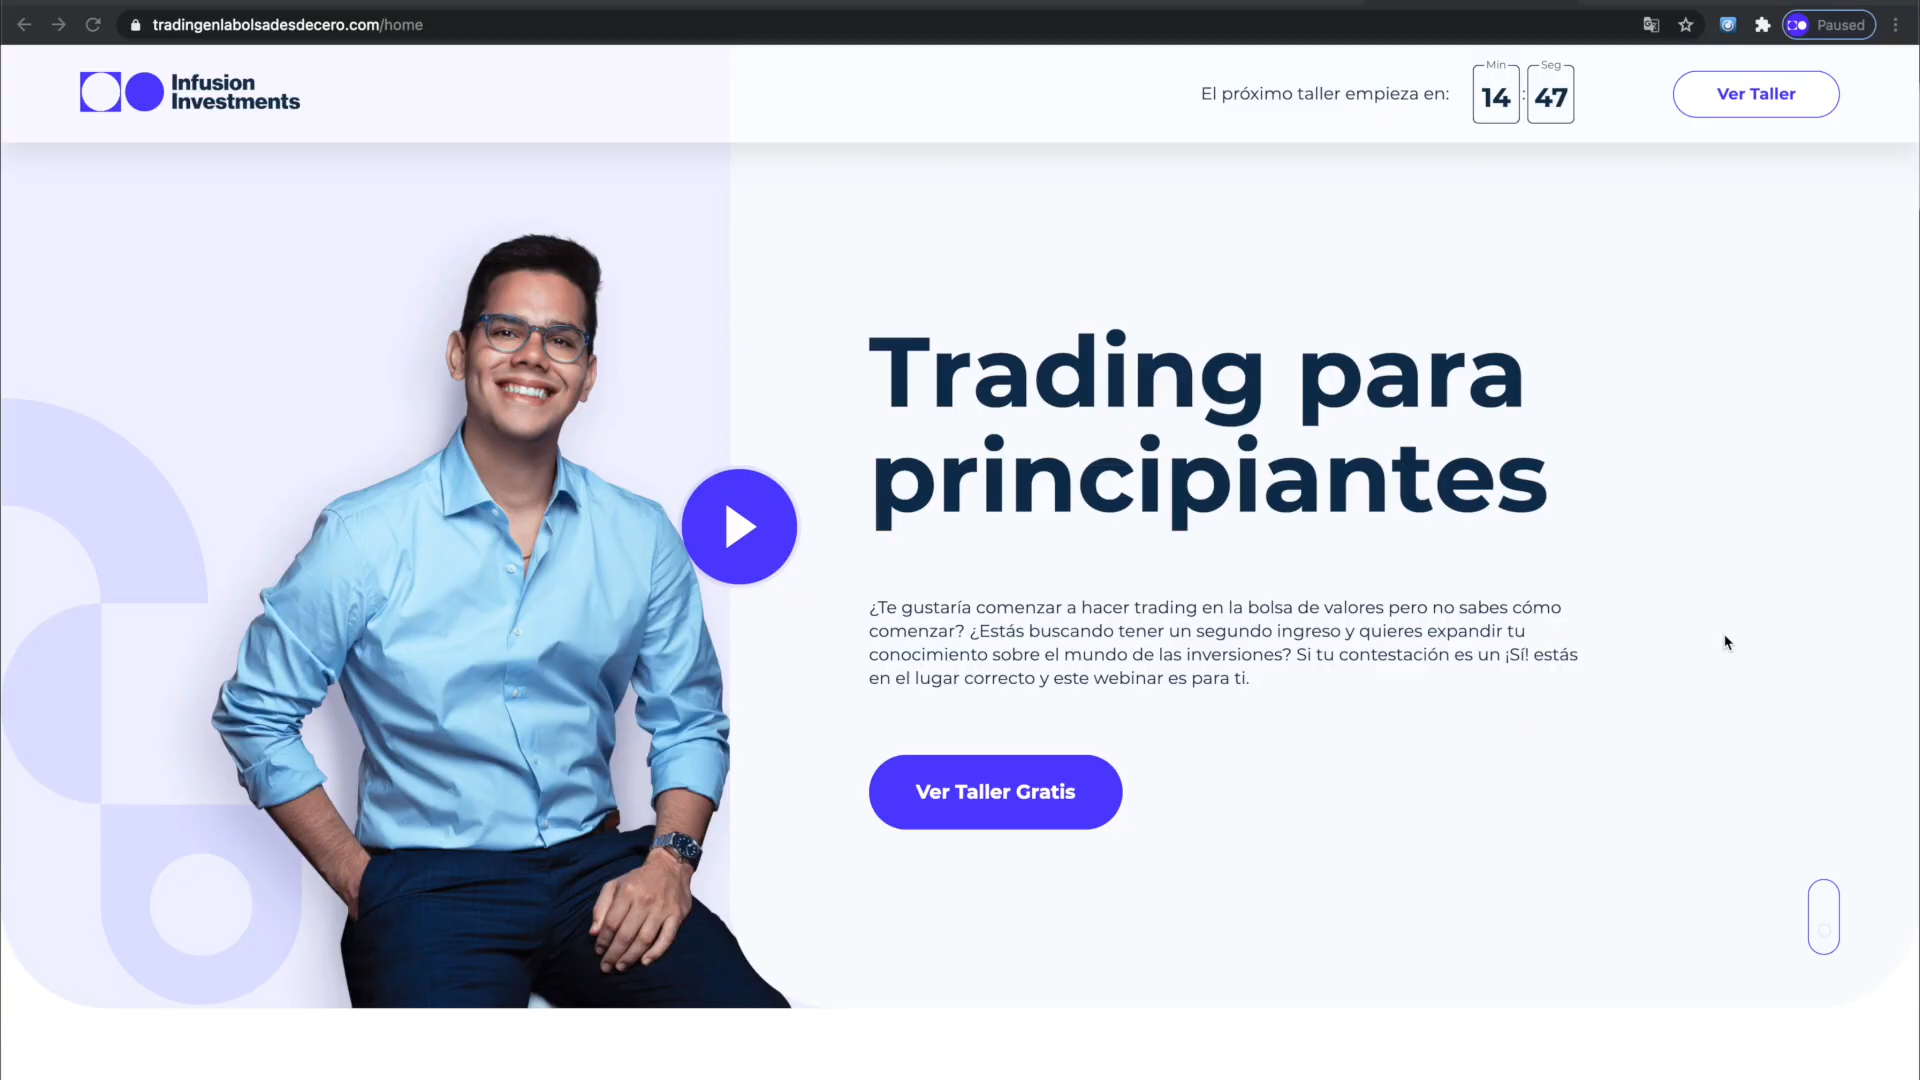 tradingenlabolsadesdecero.com/home
Paused
Infusion
Investments
El próximo taller empieza en:
Min
Seg
14 : 47
Ver Taller
Trading para
principiantes
¿Te gustaría comenzar a hacer trading en la bolsa de valores pero no sabes cómo
comenzar? ¿Estás buscando tener un segundo ingreso y quieres expandir tu
conocimiento sobre el mundo de las inversiones? Si tu contestación es un ¡Sí! estás
en el lugar correcto y este webinar es para ti.
Ver Taller Gratis